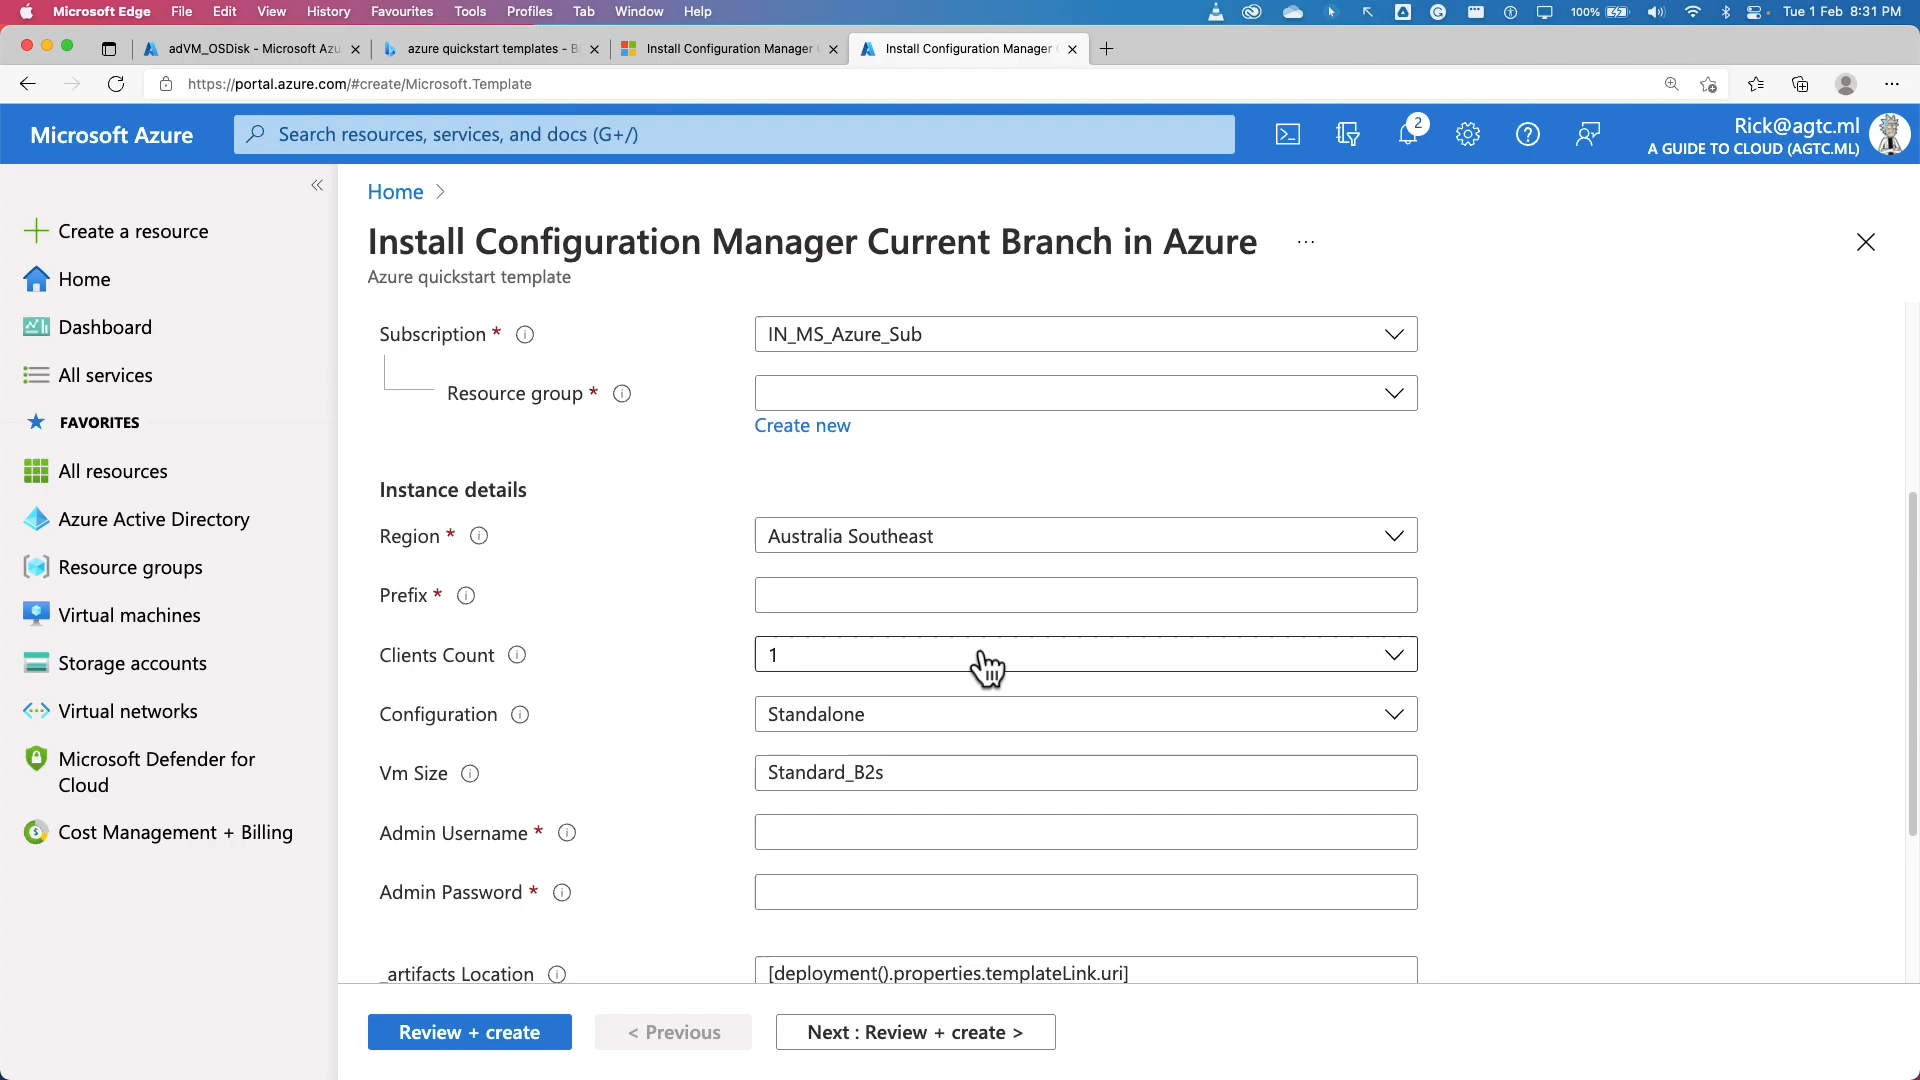 Microsoft Edge File Edit View History Favourites Tools Profiles Tab Window Help 100% Tue 1 Feb 8:31 PM
adVM_OSDisk - Microsoft Azu azure quickstart templates - B Install Configuration Manager Install Configuration Manager
https://portal.azure.com/#create/Microsoft.Template
Microsoft Azure Search resources, services, and docs (G+/) 2 Rick@agtc.ml
A GUIDE TO CLOUD (AGTC.ML)
Home
Install Configuration Manager Current Branch in Azure
Azure quickstart template
Create a resource
Home
Dashboard
All services
FAVORITES
All resources
Azure Active Directory
Resource groups
Virtual machines
Storage accounts
Virtual networks
Microsoft Defender for
Cloud
Cost Management + Billing
Subscription * IN_MS_Azure_Sub
Resource group *
Create new
Instance details
Region * Australia Southeast
Prefix *
Clients Count 1
Configuration Standalone
Vm Size Standard_B2s
Admin Username *
Admin Password *
_artifacts Location [deployment().properties.templateLink.uri]
Review + create < Previous Next : Review + create >